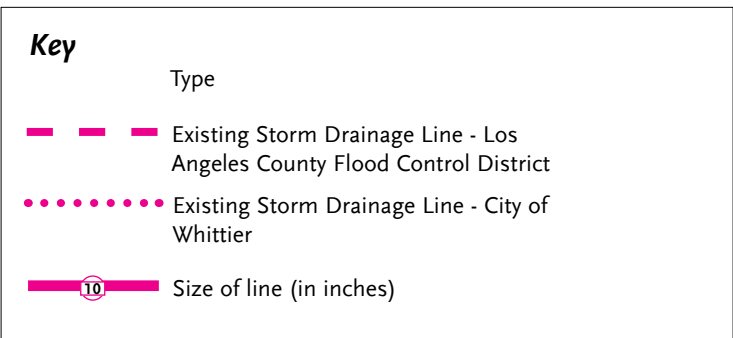 Key
Type
Existing Storm Drainage Line - Los
Angeles County Flood Control District
Existing Storm Drainage Line - City of
Whittier
10
Size of line (in inches)